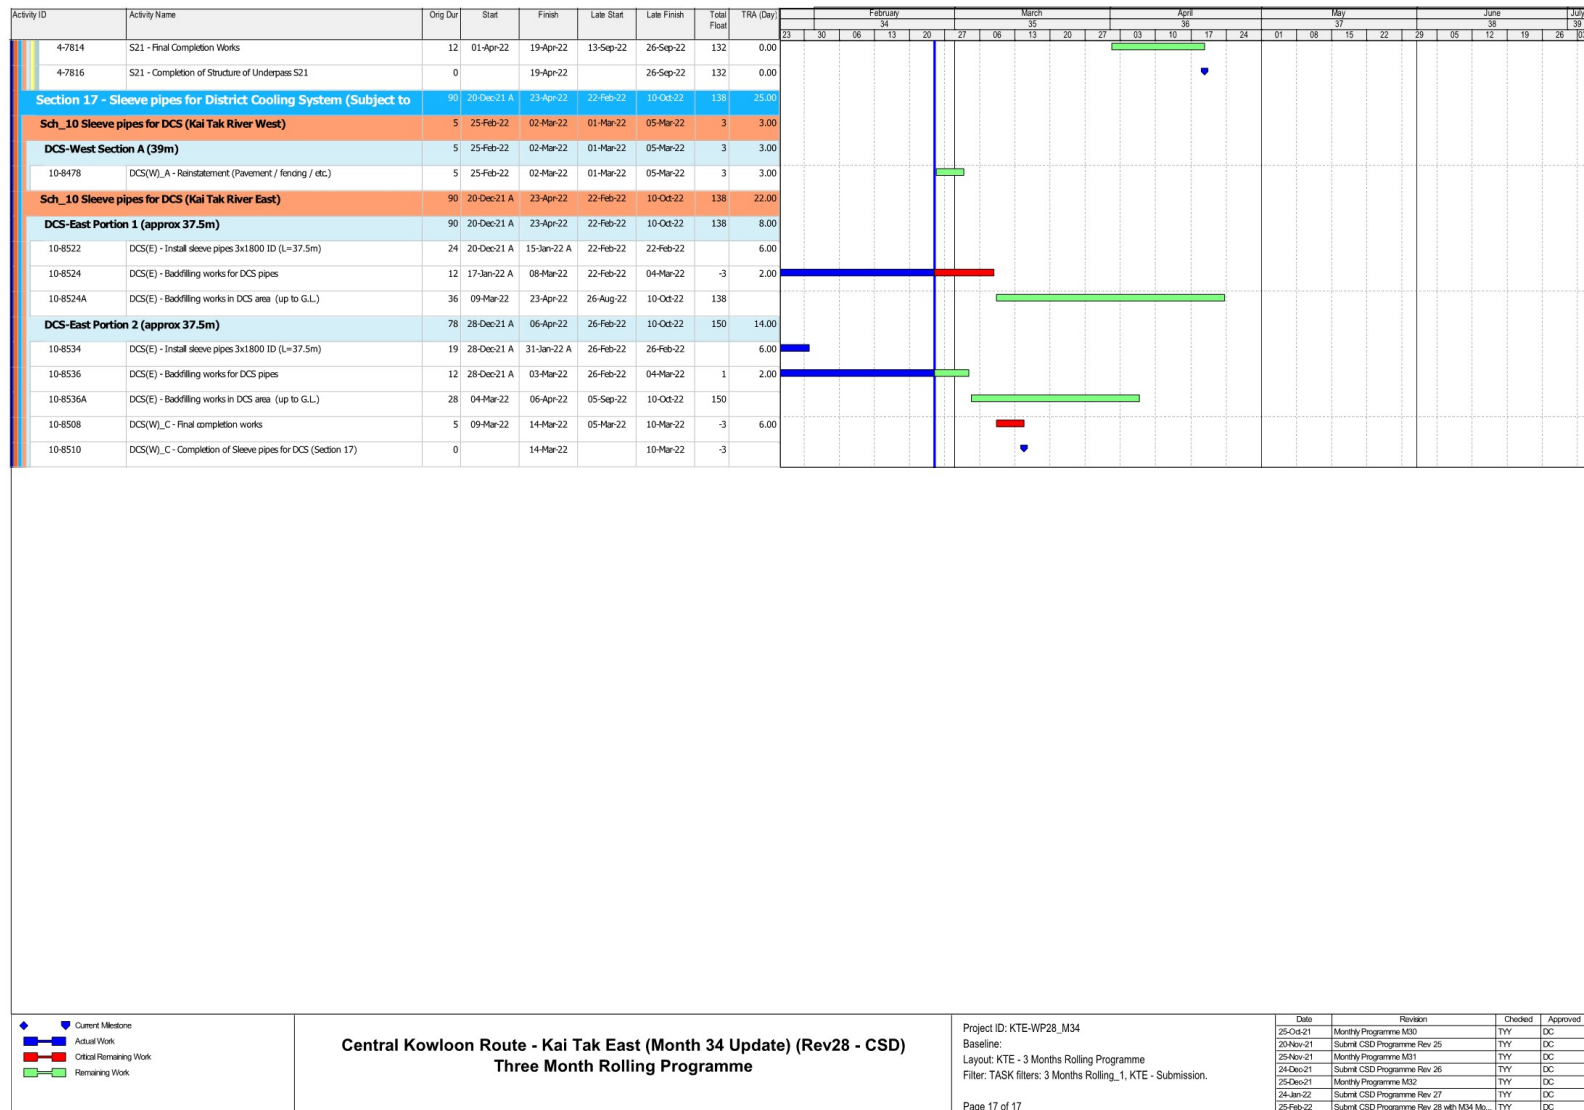 Activity ID Activity Name Orig Dur Start Finish Late Start Late Finish Total Float TRA (Day) February March April May June July
34 35 36 37 38 39
23 30 06 13 20 27 06 13 20 27 03 10 17 24 01 08 15 22 29 05 12 19 26
4-7814 S21 - Final Completion Works 12 01-Apr-22 19-Apr-22 13-Sep-22 26-Sep-22 132 0.00
4-7816 S21 - Completion of Structure of Underpass S21 0 19-Apr-22 26-Sep-22 132 0.00
Section 17 - Sleeve pipes for District Cooling System (Subject to 90 20-Dec-21 A 23-Apr-22 22-Feb-22 10-Oct-22 138 25.00
Sch_10 Sleeve pipes for DCS (Kai Tak River West) 5 25-Feb-22 02-Mar-22 01-Mar-22 05-Mar-22 3 3.00
DCS-West Section A (39m) 5 25-Feb-22 02-Mar-22 01-Mar-22 05-Mar-22 3 3.00
10-8478 DCS(W)_A - Reinstatement (Pavement / fencing / etc.) 5 25-Feb-22 02-Mar-22 01-Mar-22 05-Mar-22 3 3.00
Sch_10 Sleeve pipes for DCS (Kai Tak River East) 90 20-Dec-21 A 23-Apr-22 22-Feb-22 10-Oct-22 138 22.00
DCS-East Portion 1 (approx 37.5m) 90 20-Dec-21 A 23-Apr-22 22-Feb-22 10-Oct-22 138 8.00
10-8522 DCS(E) - Install sleeve pipes 3x1800 ID (L=37.5m) 24 20-Dec-21 A 15-Jan-22 A 22-Feb-22 22-Feb-22 6.00
10-8524 DCS(E) - Backfilling works for DCS pipes 12 17-Jan-22 A 08-Mar-22 22-Feb-22 04-Mar-22 -3 2.00
10-8524A DCS(E) - Backfilling works in DCS area (up to G.L.) 36 09-Mar-22 23-Apr-22 26-Aug-22 10-Oct-22 138
DCS-East Portion 2 (approx 37.5m) 78 28-Dec-21 A 06-Apr-22 26-Feb-22 10-Oct-22 150 14.00
10-8534 DCS(E) - Install sleeve pipes 3x1800 ID (L=37.5m) 19 28-Dec-21 A 31-Jan-22 A 26-Feb-22 26-Feb-22 6.00
10-8536 DCS(E) - Backfilling works for DCS pipes 12 28-Dec-21 A 03-Mar-22 26-Feb-22 04-Mar-22 1 2.00
10-8536A DCS(E) - Backfilling works in DCS area (up to G.L.) 28 04-Mar-22 06-Apr-22 05-Sep-22 10-Oct-22 150
10-8508 DCS(W)_C - Final completion works 5 09-Mar-22 14-Mar-22 05-Mar-22 10-Mar-22 -3 6.00
10-8510 DCS(W)_C - Completion of Sleeve pipes for DCS (Section 17) 0 14-Mar-22 10-Mar-22 -3
Current Milestone
Actual Work
Critical Remaining Work
Remaining Work
Central Kowloon Route - Kai Tak East (Month 34 Update) (Rev28 - CSD)
Three Month Rolling Programme
Project ID: KTE-WP28_M34
Baseline:
Layout: KTE - 3 Months Rolling Programme
Filter: TASK filters: 3 Months Rolling_1, KTE - Submission.
Page 17 of 17
Date Revision Checked Approved
25-Oct-21 Monthly Programme M30 TYY DC
20-Nov-21 Submit CSD Programme Rev 25 TYY DC
25-Nov-21 Monthly Programme M31 TYY DC
24-Dec-21 Submit CSD Programme Rev 26 TYY DC
25-Dec-21 Monthly Programme M32 TYY DC
24-Jan-22 Submit CSD Programme Rev 27 TYY DC
25-Feb-22 Submit CSD Programme Rev 28 with M34 Mo... TYY DC